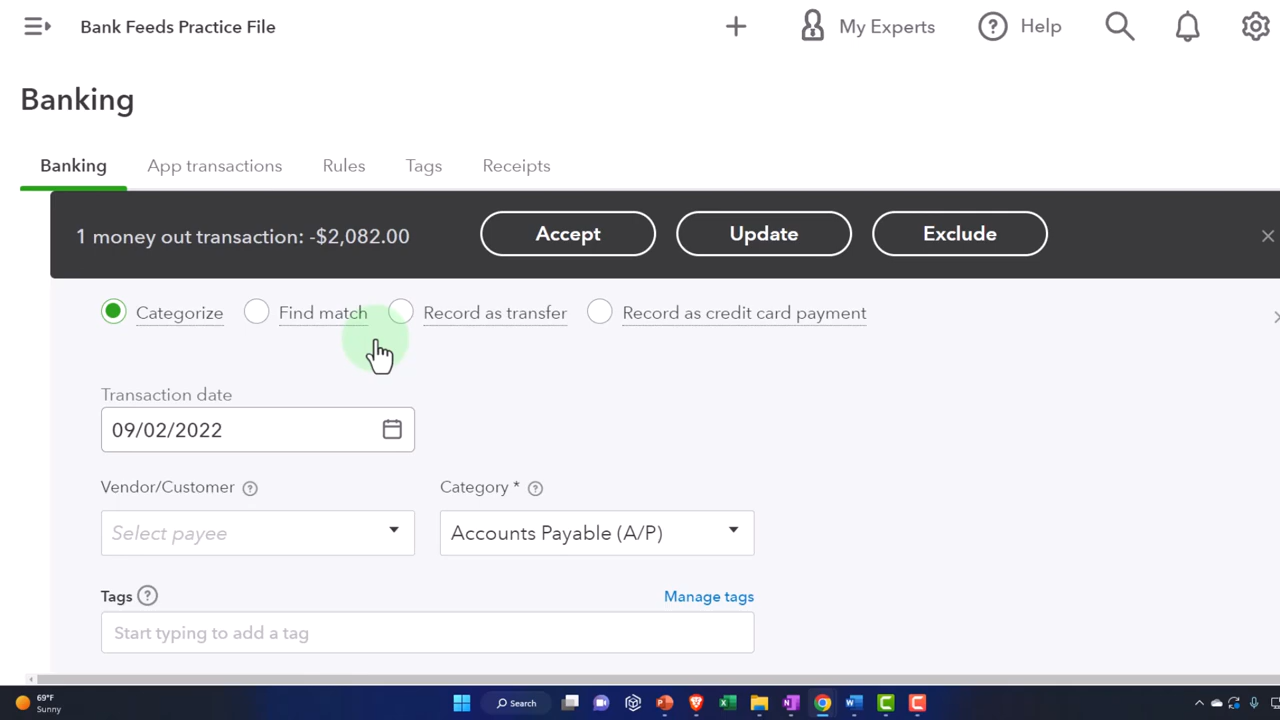 Bank Feeds Practice File
My Experts
Help
Banking
Banking
App transactions
Rules
Tags
Receipts
1 money out transaction: -$2,082.00
Accept
Update
Exclude
Categorize
Find match
Record as transfer
Record as credit card payment
Transaction date
09/02/2022
Vendor/Customer
Category *
Select payee
Accounts Payable (A/P)
Tags
Manage tags
Start typing to add a tag
69°F
Sunny
Search